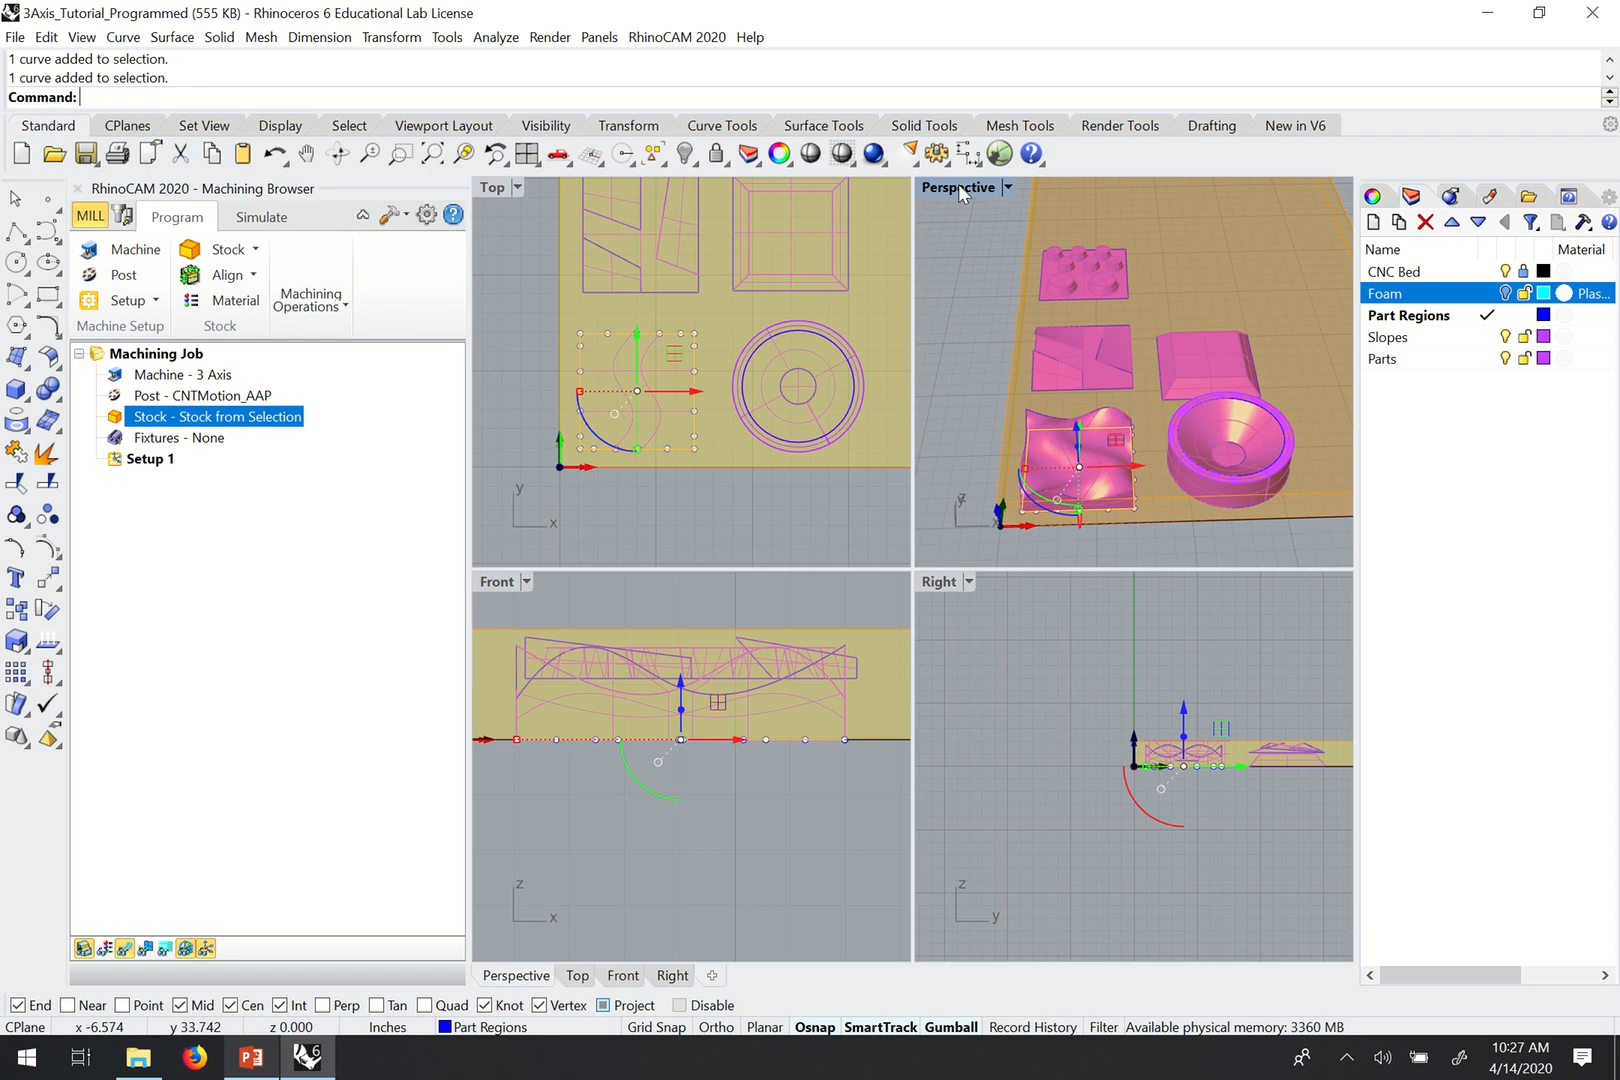 3Axis_Tutorial_Programmed (555 KB) - Rhinoceros 6 Educational Lab License
File Edit View Curve Surface Solid Mesh Dimension Transform Tools Analyze Render Panels RhinoCAM 2020 Help
1 curve added to selection.
1 curve added to selection.
Command:
Standard CPlanes Set View Display Select Viewport Layout Visibility Transform Curve Tools Surface Tools Solid Tools Mesh Tools Render Tools Drafting New in V6
RhinoCAM 2020 - Machining Browser
MILL Program Simulate
Machine Stock
Post Align
Setup Material
Machining Operations
Machine Setup Stock
Machining Job
Machine - 3 Axis
Post - CNTMotion_AAP
Stock - Stock from Selection
Fixtures - None
Setup 1
Top
y
x
Perspective
z
y
x
Front
z
x
Right
z
y
Name Material
CNC Bed
Foam Plas...
Part Regions
Slopes
Parts
Perspective Top Front Right
End Near Point Mid Cen Int Perp Tan Quad Knot Vertex Project Disable
CPlane x -6.574 y 33.742 z 0.000 Inches Part Regions Grid Snap Ortho Planar Osnap SmartTrack Gumball Record History Filter Available physical memory: 3360 MB
P
6
10:27 AM
4/14/2020